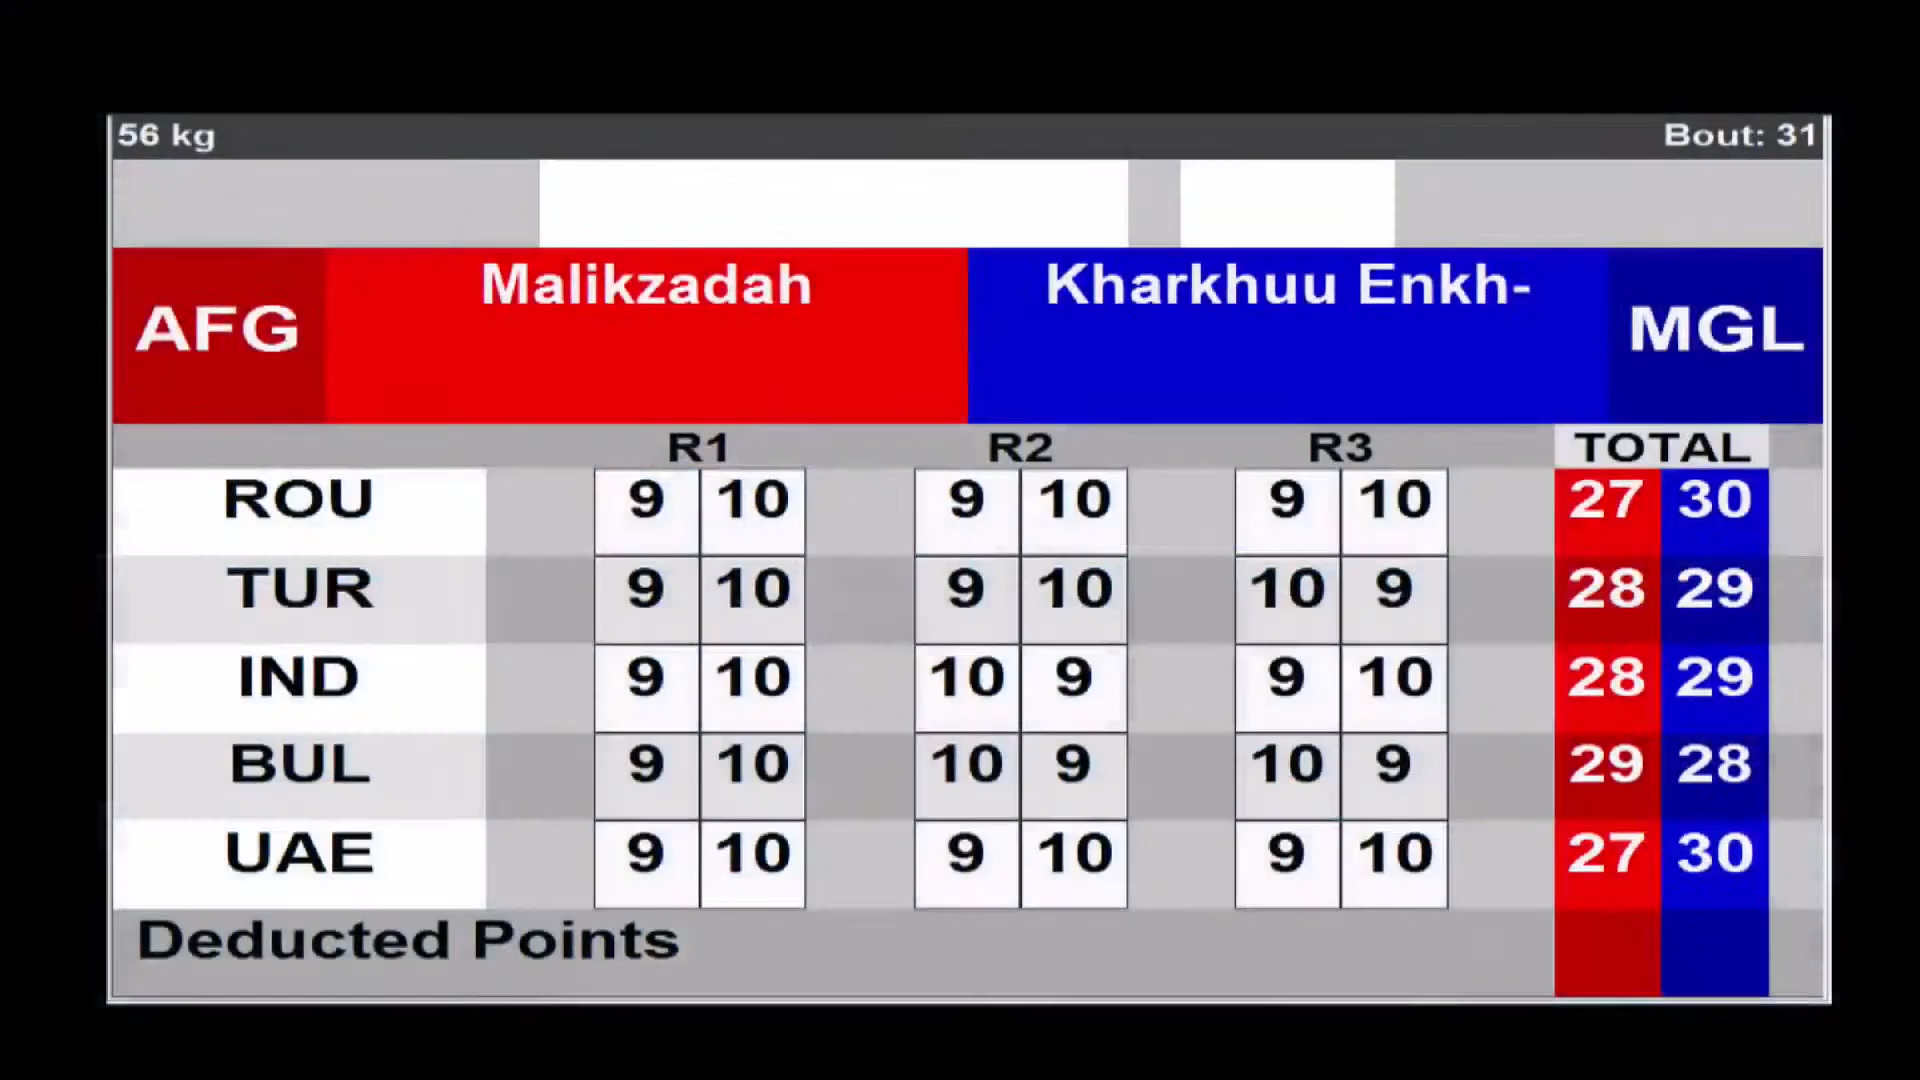 56 kg Bout: 31
AFG Malikzadah Kharkhuu Enkh- MGL
R1 R2 R3 TOTAL
ROU 9 10 9 10 9 10 27 30
TUR 9 10 9 10 10 9 28 29
IND 9 10 10 9 9 10 28 29
BUL 9 10 10 9 10 9 29 28
UAE 9 10 9 10 9 10 27 30
Deducted Points